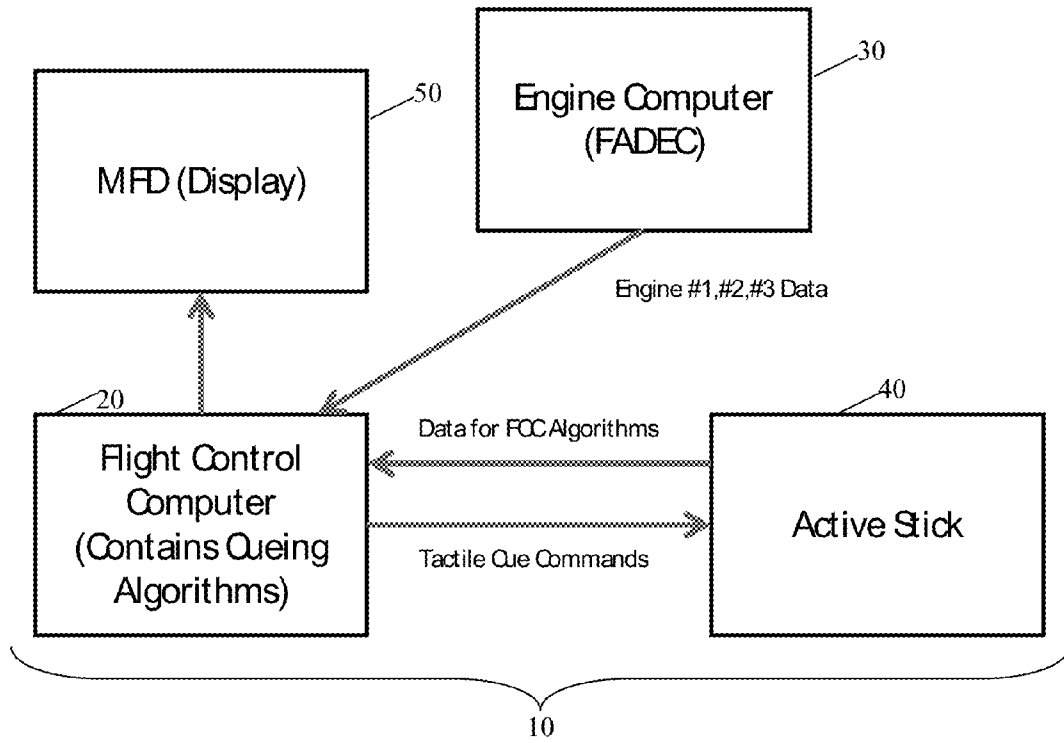 50
MFD (Display)
30
Engine Computer
(FADEC)
Engine #1,#2,#3 Data
20
Flight Control
Computer
(Contains Cueing
Algorithms)
Data for FCC Algorithms
Tactile Cue Commands
40
Active Stick
10